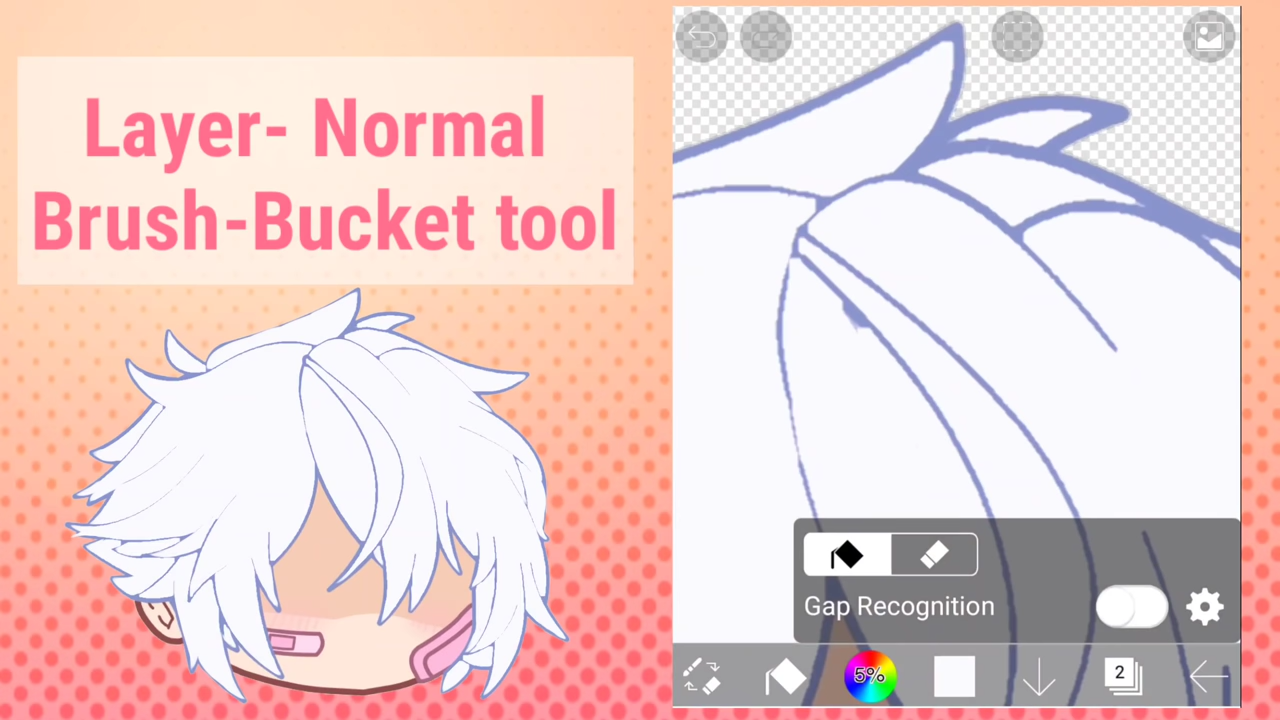 Layer- Normal
Brush-Bucket tool
Gap Recognition
5%
2